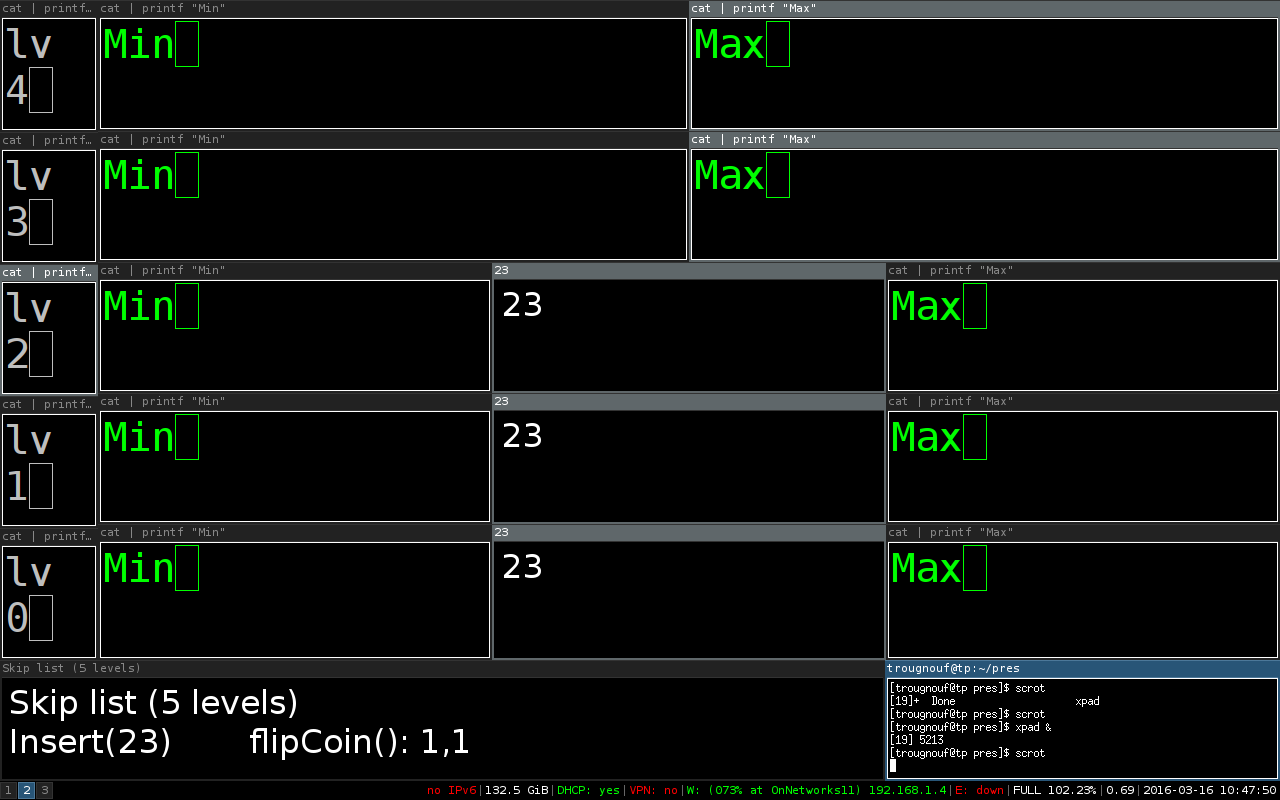 cat | printf… cat | printf "Min" cat | printf "Max"
lv Min Max
4
cat | printf… cat | printf "Min" cat | printf "Max"
lv Min Max
3
cat | printf… cat | printf "Min" 23 cat | printf "Max"
lv Min 23 Max
2
cat | printf… cat | printf "Min" 23 cat | printf "Max"
lv Min 23 Max
1
cat | printf… cat | printf "Min" 23 cat | printf "Max"
lv Min 23 Max
0
Skip list (5 levels)
Skip list (5 levels)
Insert(23) flipCoin(): 1,1
trougnouf@tp:~/pres
[trougnouf@tp pres]$ scrot
[19]+ Done xpad
[trougnouf@tp pres]$ scrot
[trougnouf@tp pres]$ xpad &
[19] 5213
[trougnouf@tp pres]$ scrot
1 2 3 no IPv6|132.5 GiB|DHCP: yes|VPN: no|W: (073% at OnNetworks11) 192.168.1.4|E: down|FULL 102.23%|0.69|2016-03-16 10:47:50